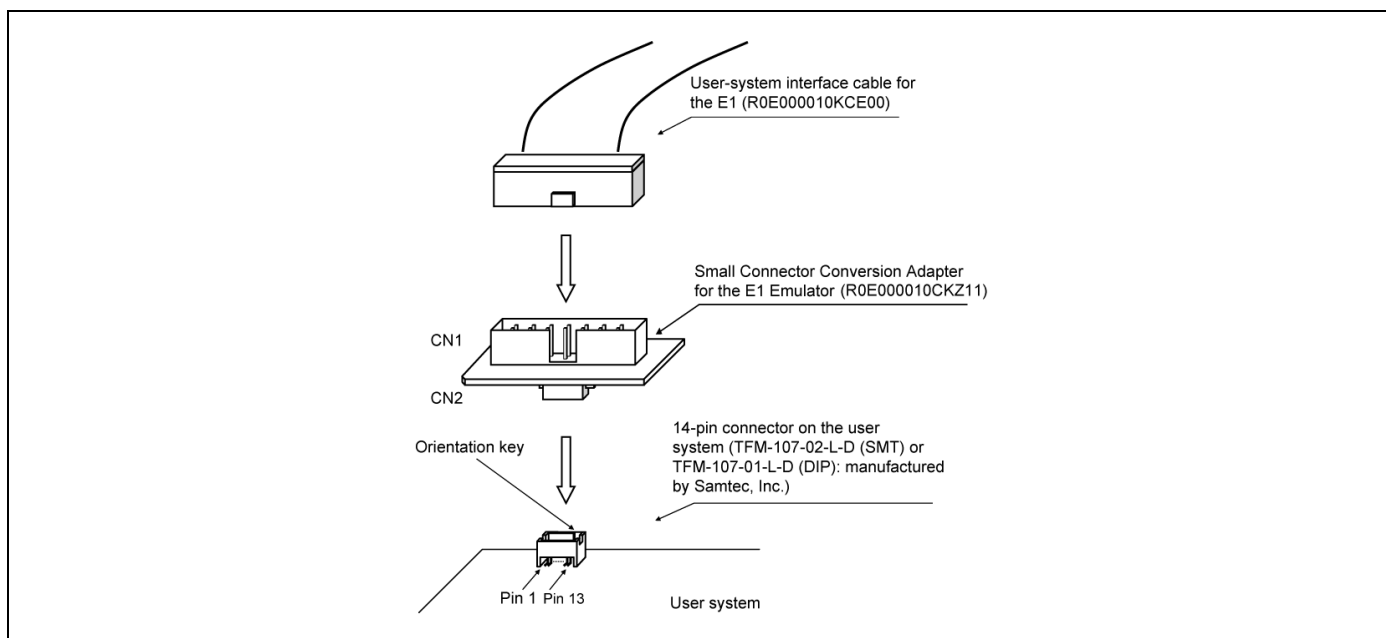 User-system interface cable for
the E1 (R0E000010KCE00)
Small Connector Conversion Adapter
for the E1 Emulator (R0E000010CKZ11)
CN1
CN2
14-pin connector on the user
system (TFM-107-02-L-D (SMT) or
TFM-107-01-L-D (DIP): manufactured
by Samtec, Inc.)
Orientation key
Pin 1 Pin 13
User system